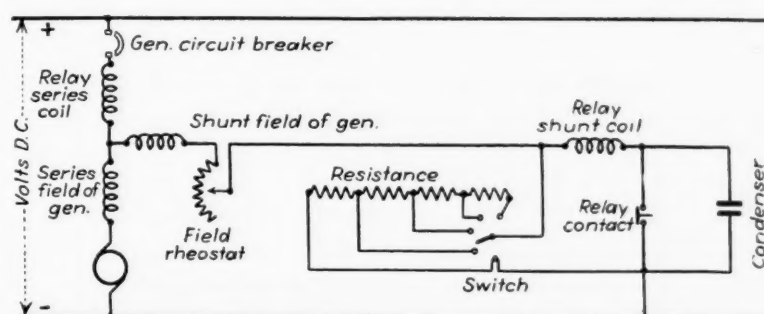 +
Gen. circuit breaker
Relay
series
coil
Volts D.C.
Shunt field of gen.
Relay
shunt coil
Series
field of
gen.
Resistance
Field
rheostat
Relay
contact
Condenser
Switch
-